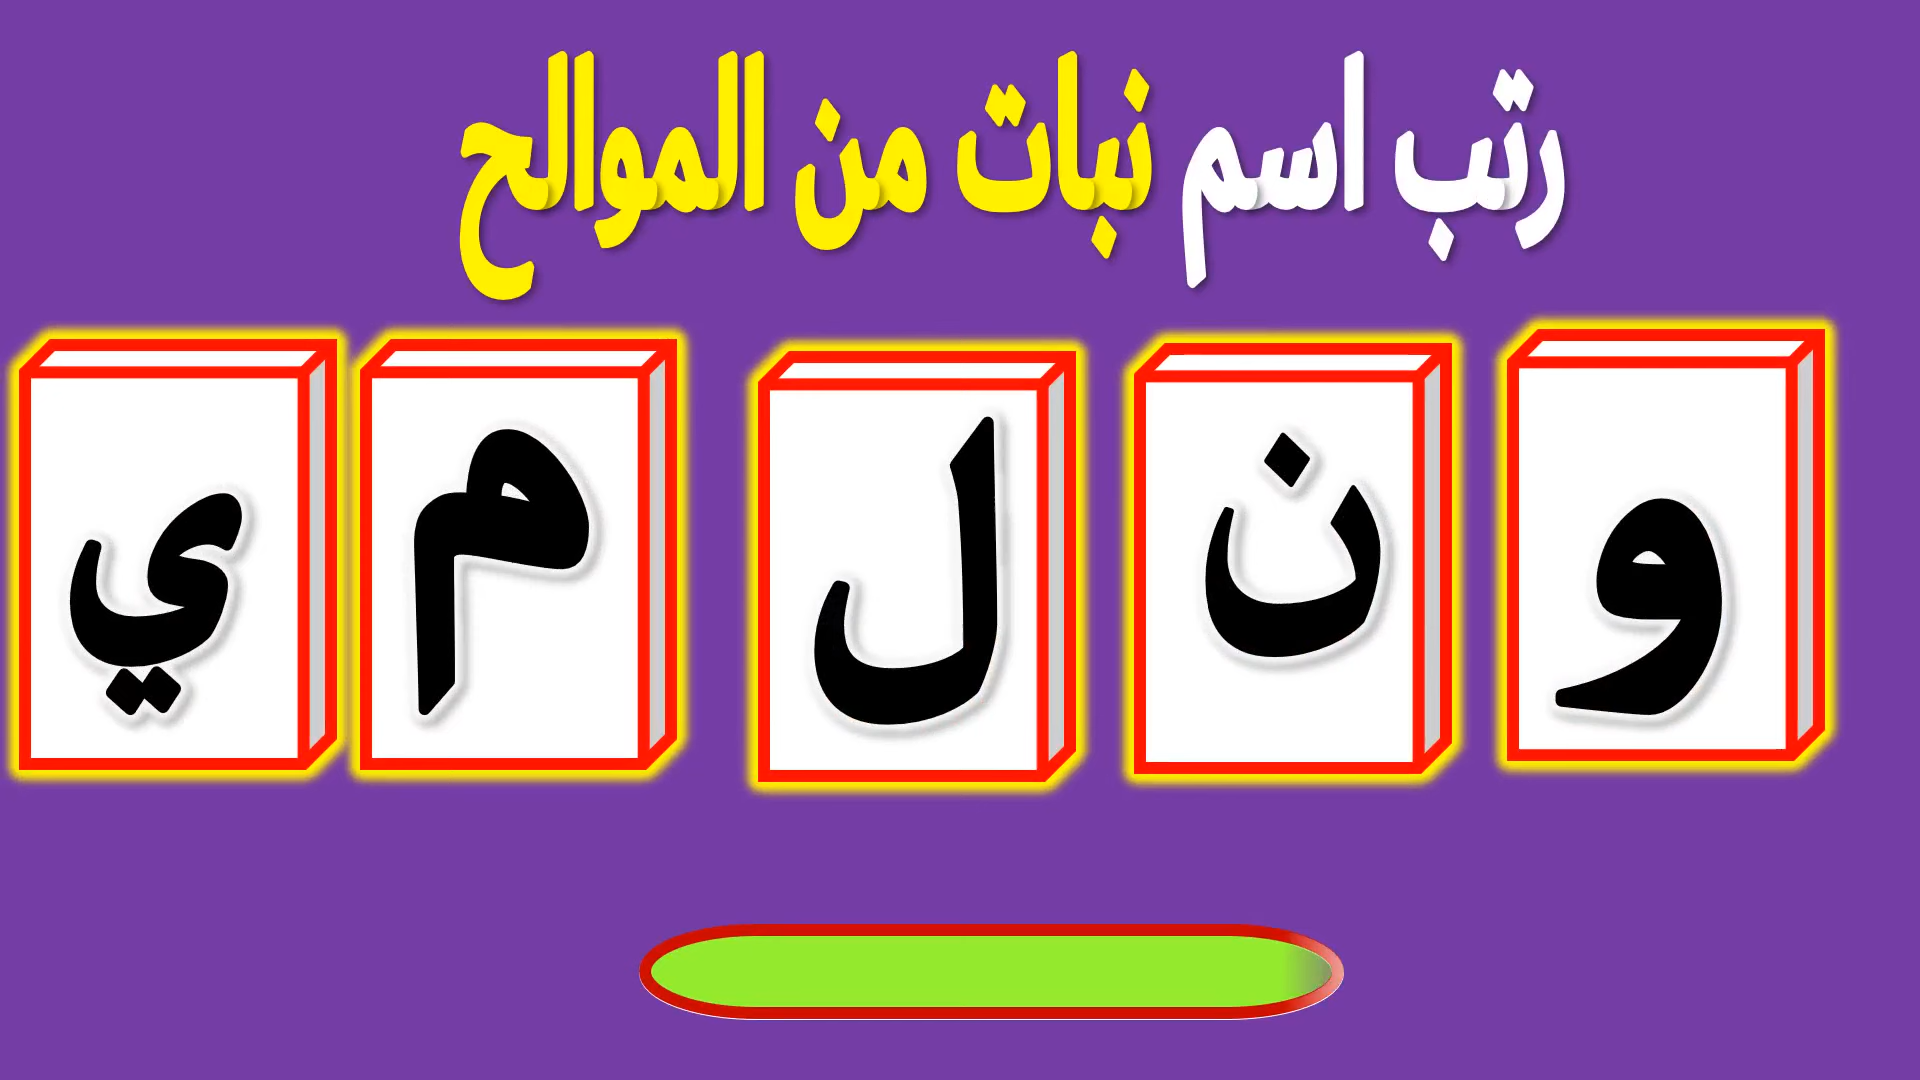 رتب اسم نبات من الموالح
و ن ل م ي